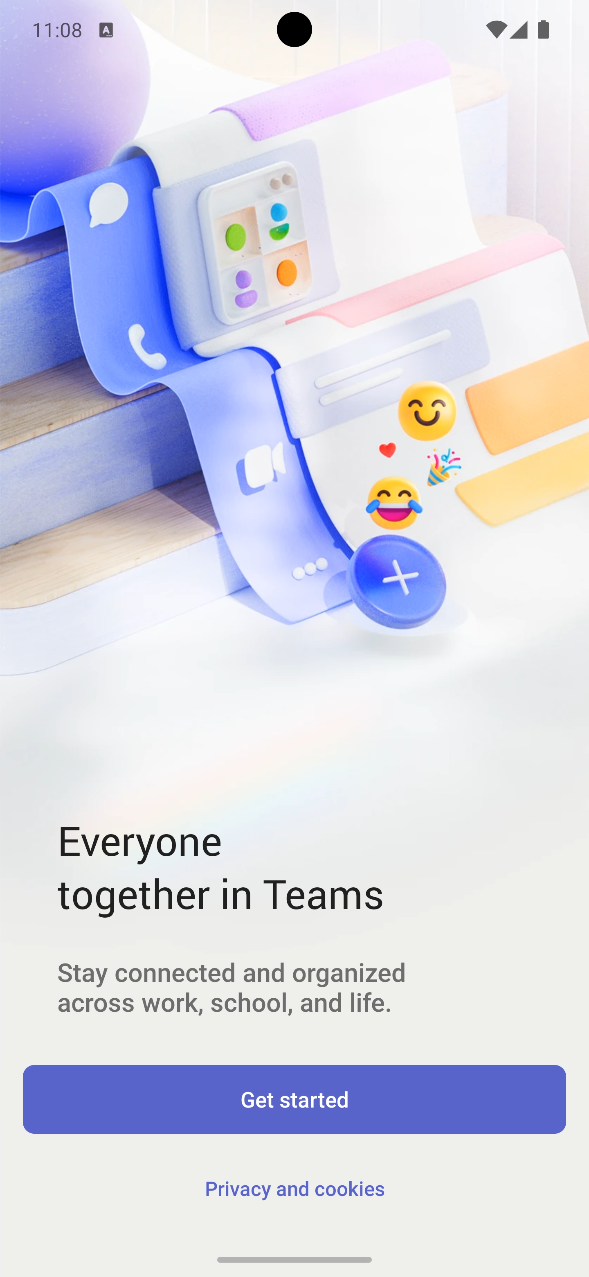 11:08
Everyone
together in Teams
Stay connected and organized
across work, school, and life.
Get started
Privacy and cookies